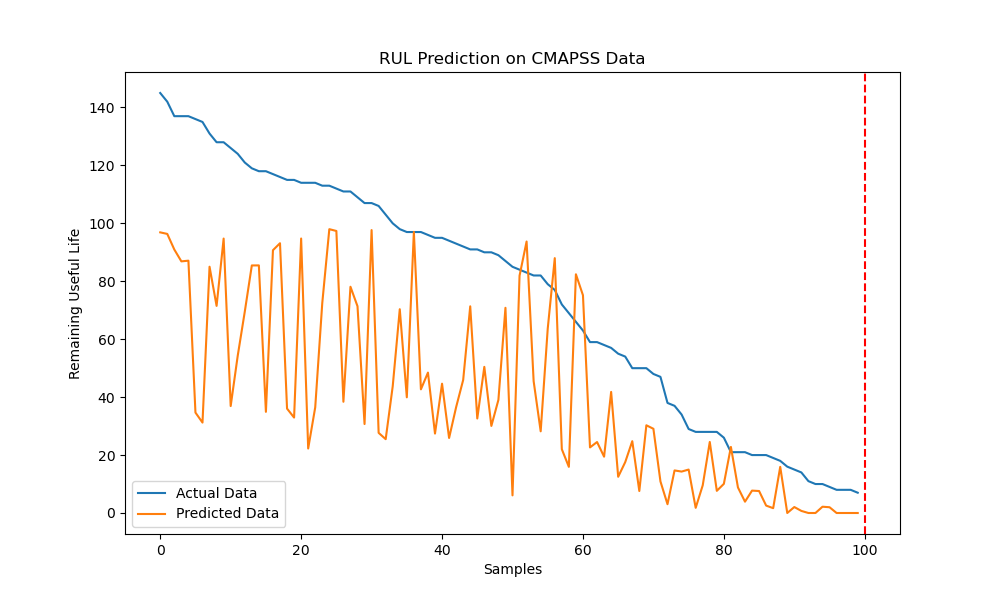 RUL Prediction on CMAPSS Data
Remaining Useful Life
140
120
100
80
60
40
20
0
Actual Data
Predicted Data
0 20 40 60 80 100
Samples